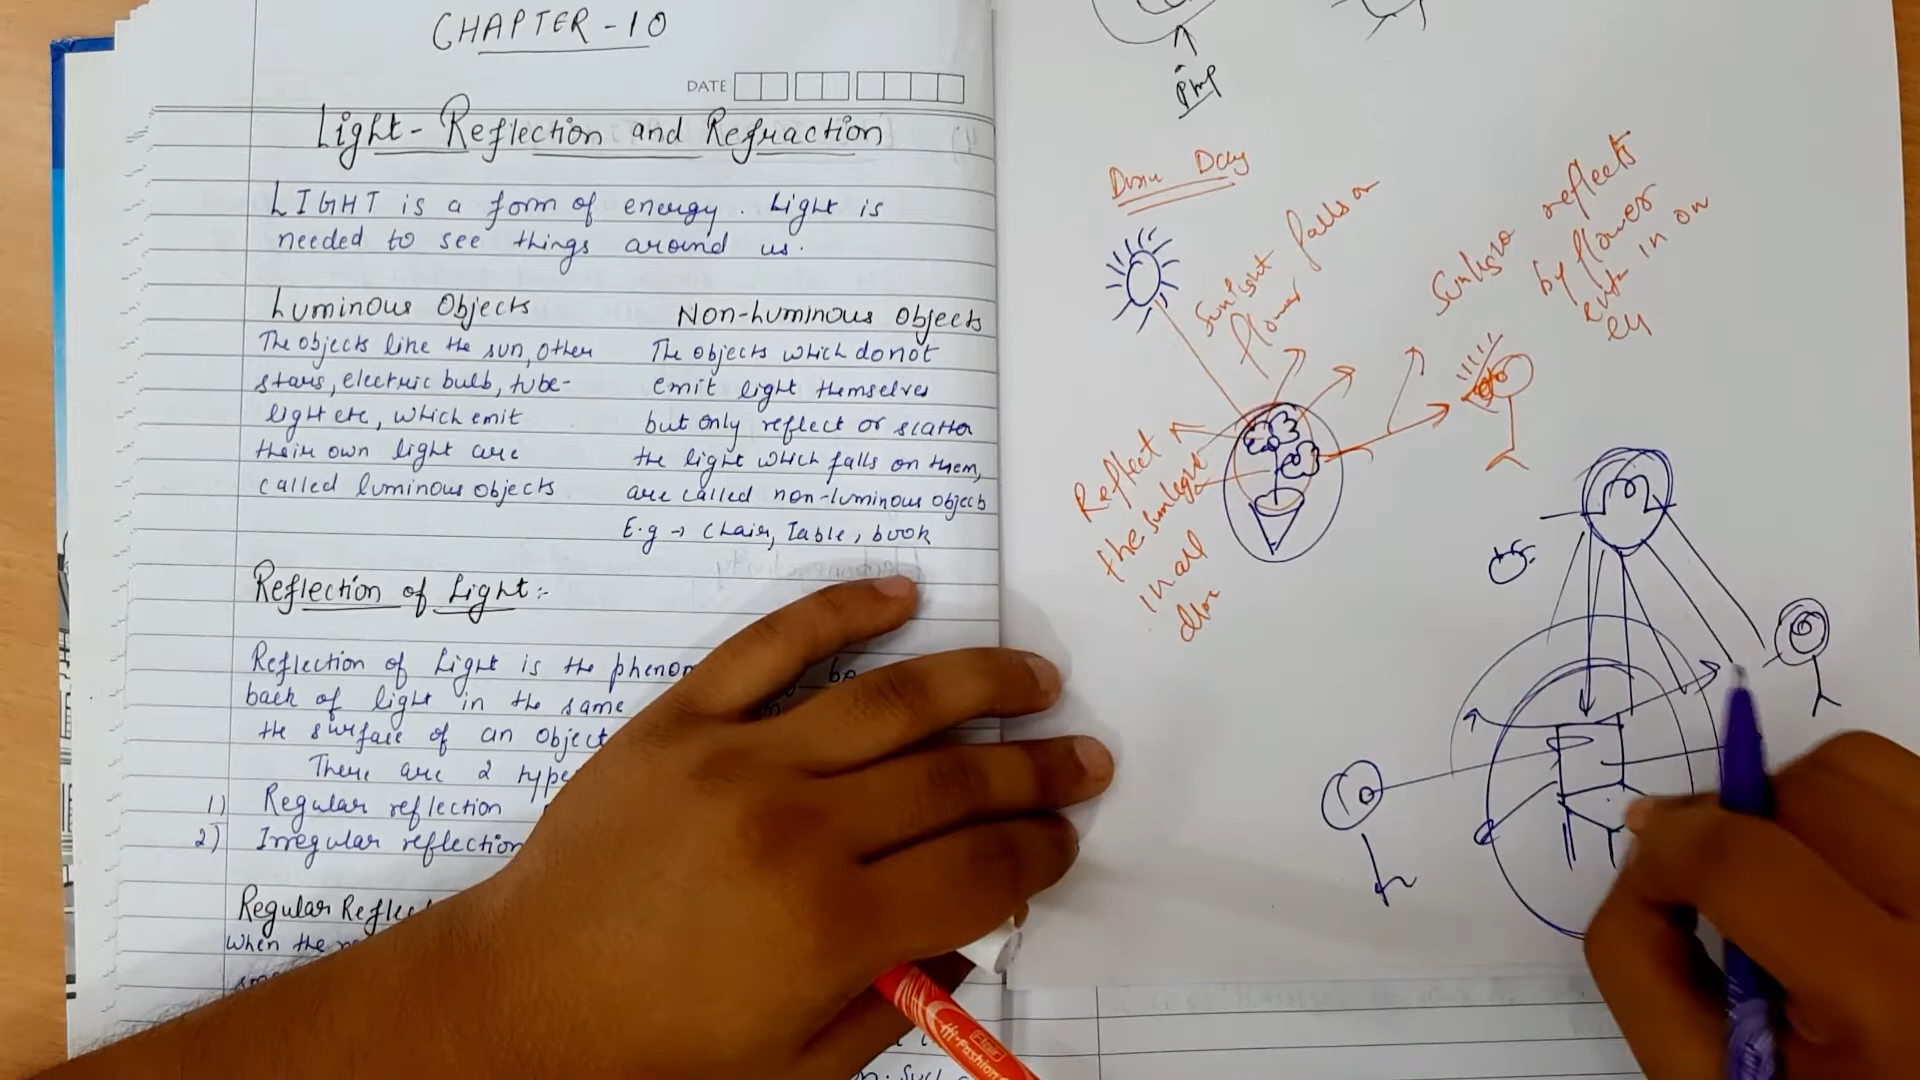 CHAPTER-10
DATE
Light-Reflection and Refraction
LIGHT is a form of energy. Light is
needed to see things around us.
Luminous Objects
The objects like the sun, other
stars, electric bulb, tube-
light etc, which emit
their own light are
called luminous objects
Non-Luminous Objects
The objects which do not
emit light themselves
but only reflect or scatter
the light which falls on them,
are called non-luminous objects
E.g → Chair, Table, book
Reflection of Light:-
Reflection of Light is the
back of light in the same
the surface of an object
There are 2
1) Regular reflection
2) Irregular reflection
Regular
When the
Day
Sunlight falls on
flower
reflects
by flower
in
Reflect
the sunlight
in all
Hi-Fashion